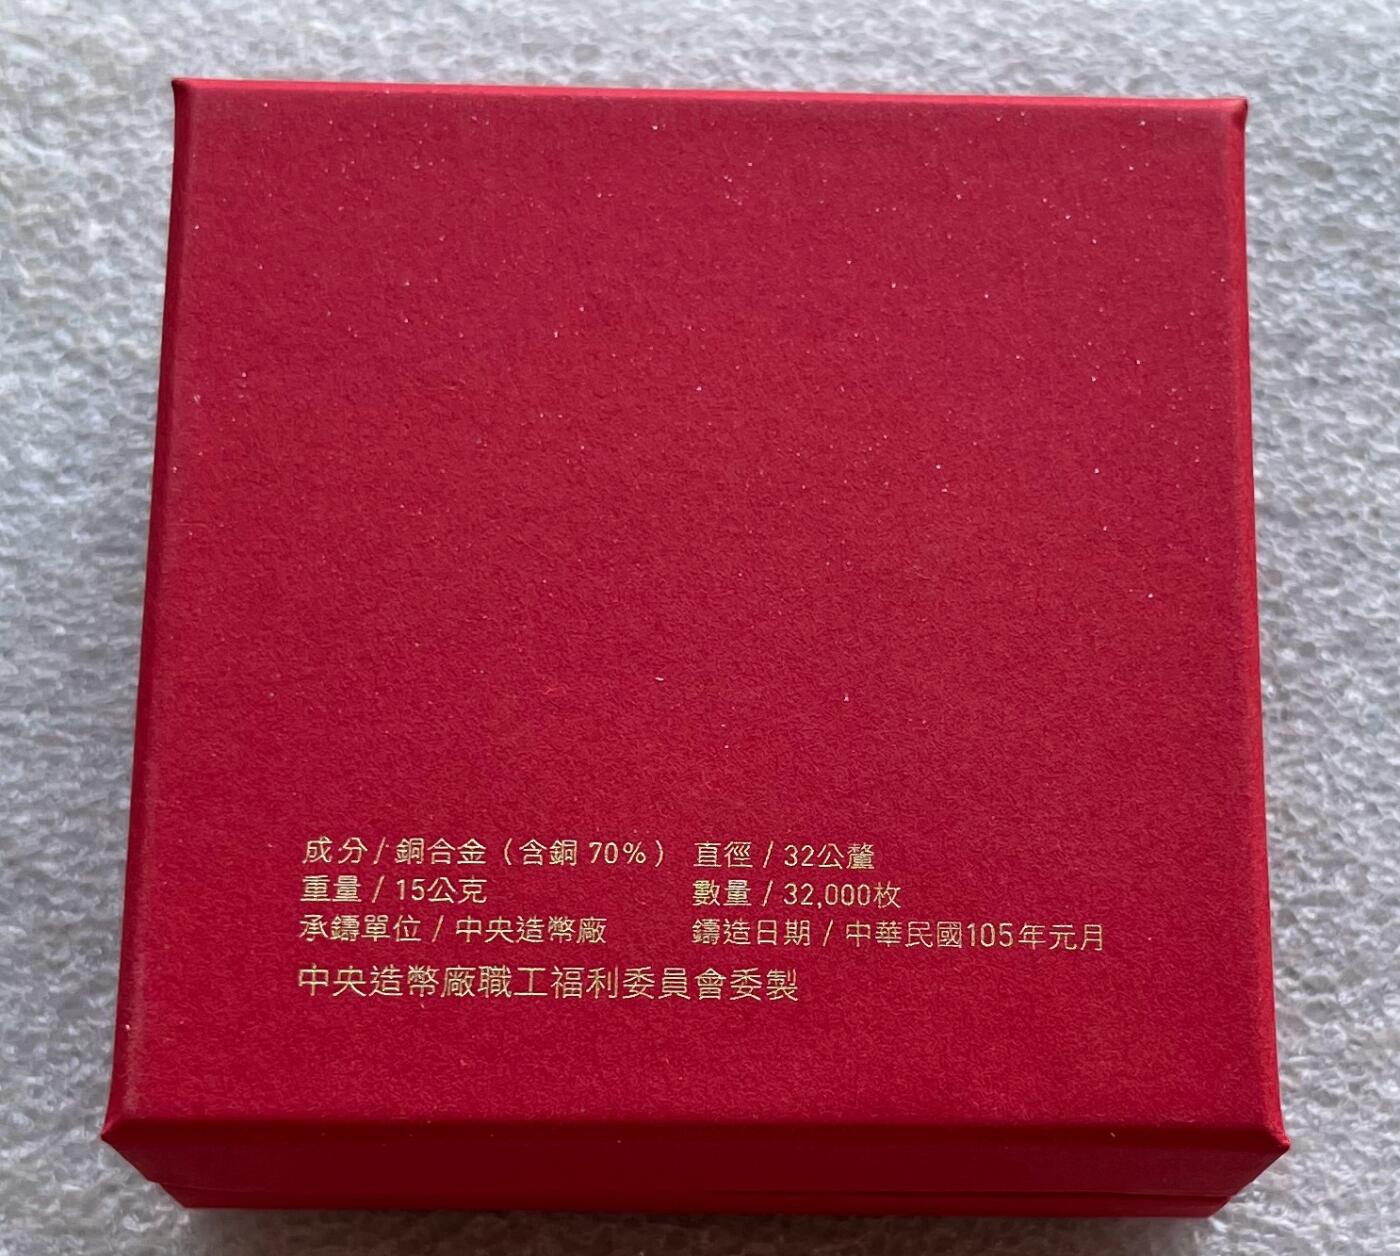 成分/銅合金（含銅70%） 直徑/32公釐
重量/15公克 數量/32,000枚
承鑄單位/中央造幣廠 鑄造日期/中華民國105年元月
中央造幣廠職工福利委員會委製